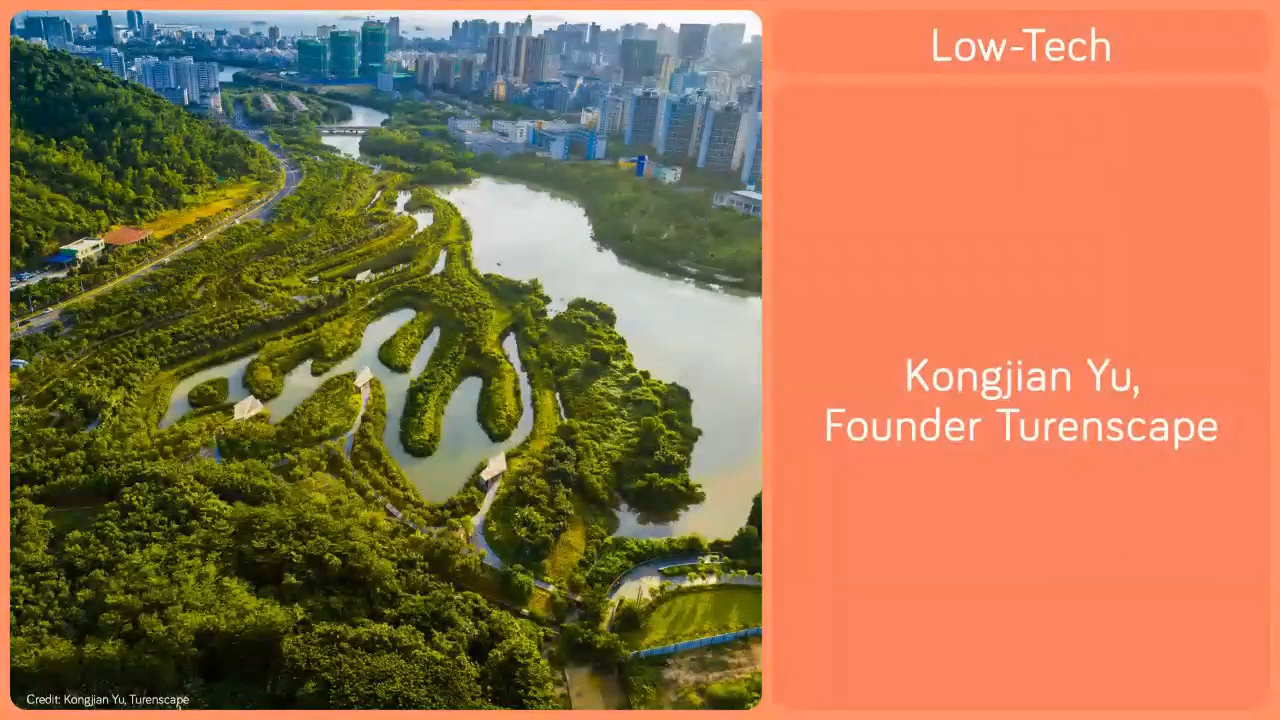 Low-Tech
Kongjian Yu,
Founder Turenscape
Credit: Kongjian Yu, Turenscape